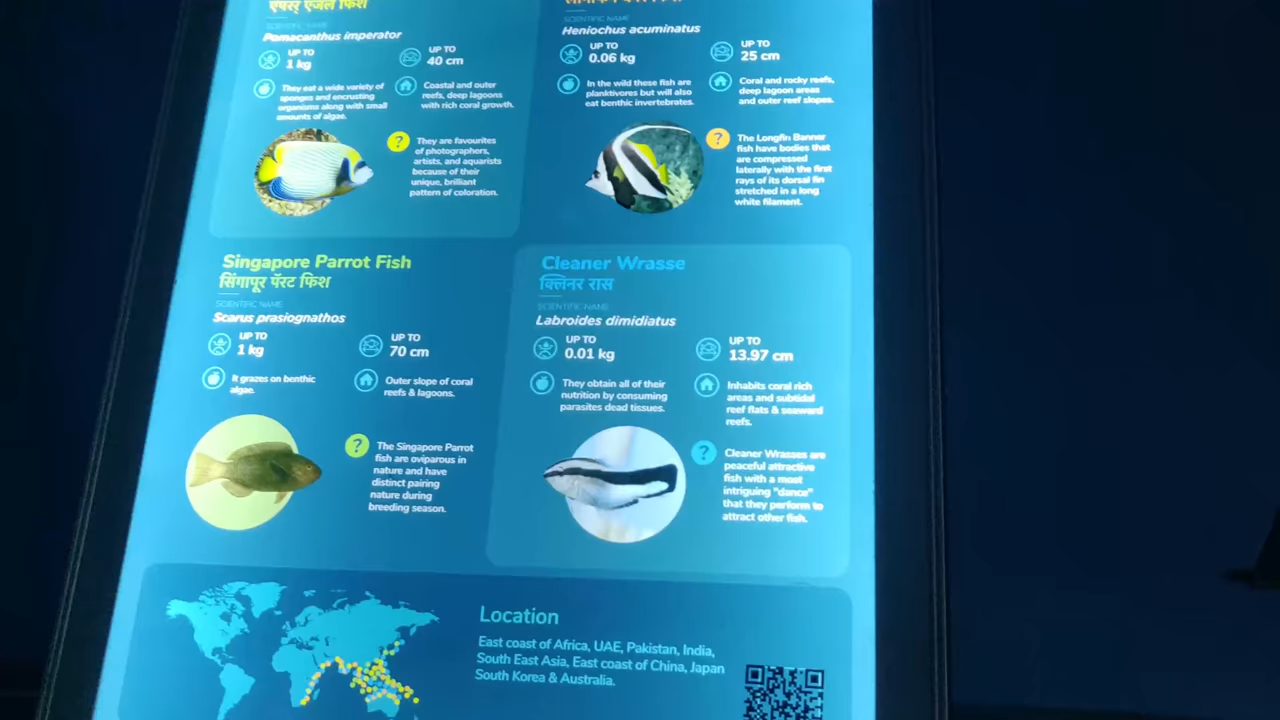 एंपरर एंजल फिश
SCIENTIFIC NAME
Pomacanthus imperator
UP TO
1 kg
UP TO
40 cm
They eat a wide variety of
sponges and encrusting
organisms along with small
amounts of algae.
Coastal and outer
reefs, deep lagoons
with rich coral growth.
?
They are favourites
of photographers,
artists, and aquarists
because of their
unique, brilliant
pattern of coloration.
SCIENTIFIC NAME
Heniochus acuminatus
UP TO
0.06 kg
UP TO
25 cm
In the wild these fish are
planktivores but will also
eat benthic invertebrates.
Coral and rocky reefs,
deep lagoon areas
and outer reef slopes.
?
The Longfin Banner
fish have bodies that
are compressed
laterally with the first
rays of its dorsal fin
stretched in a long
white filament.
Singapore Parrot Fish
सिंगापूर पॅरट फिश
SCIENTIFIC NAME
Scarus prasiognathos
UP TO
1 kg
UP TO
70 cm
It grazes on benthic
algae.
Outer slope of coral
reefs & lagoons.
?
The Singapore Parrot
fish are oviparous in
nature and have
distinct pairing
nature during
breeding season.
Cleaner Wrasse
क्लिनर रास
SCIENTIFIC NAME
Labroides dimidiatus
UP TO
0.01 kg
UP TO
13.97 cm
They obtain all of their
nutrition by consuming
parasites dead tissues.
Inhabits coral rich
areas and subtidal
reef flats & seaward
reefs.
?
Cleaner Wrasses are
peaceful attractive
fish with a most
intriguing "dance"
that they perform to
attract other fish.
Location
East coast of Africa, UAE, Pakistan, India,
South East Asia, East coast of China, Japan
South Korea & Australia.